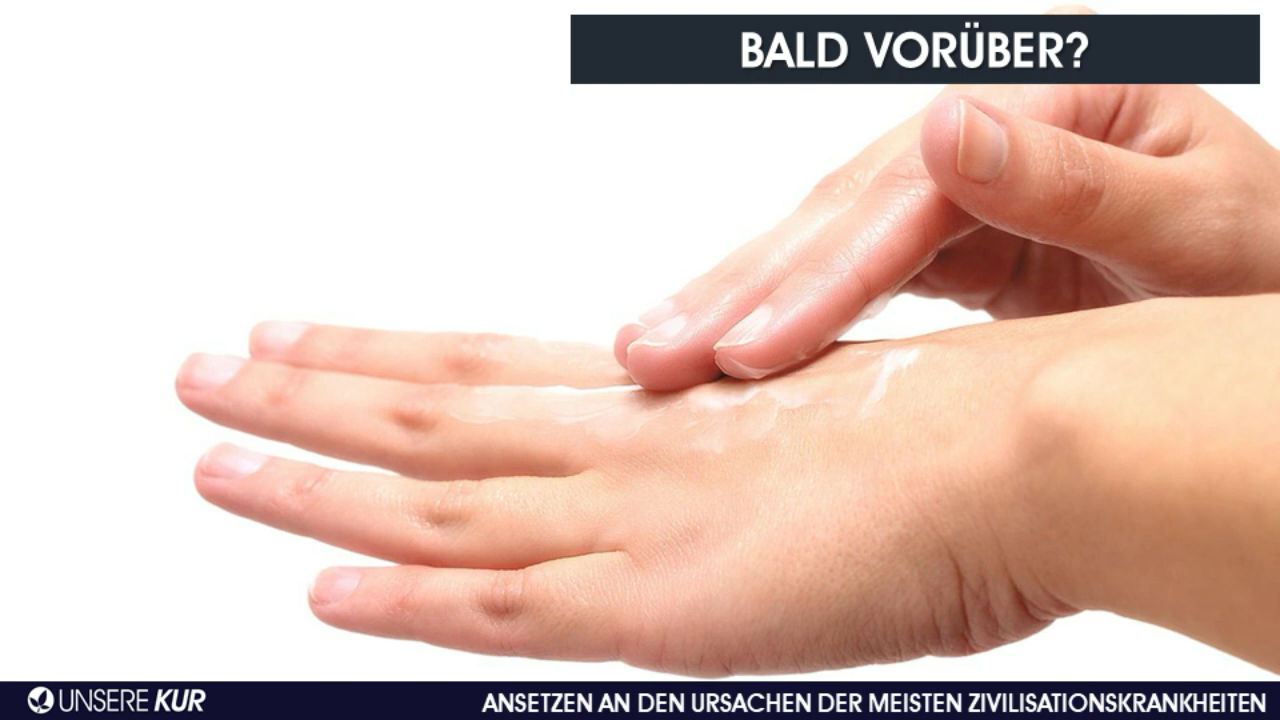 BALD VORÜBER?
UNSERE KUR
ANSETZEN AN DEN URSACHEN DER MEISTEN ZIVILISATIONSKRANKHEITEN